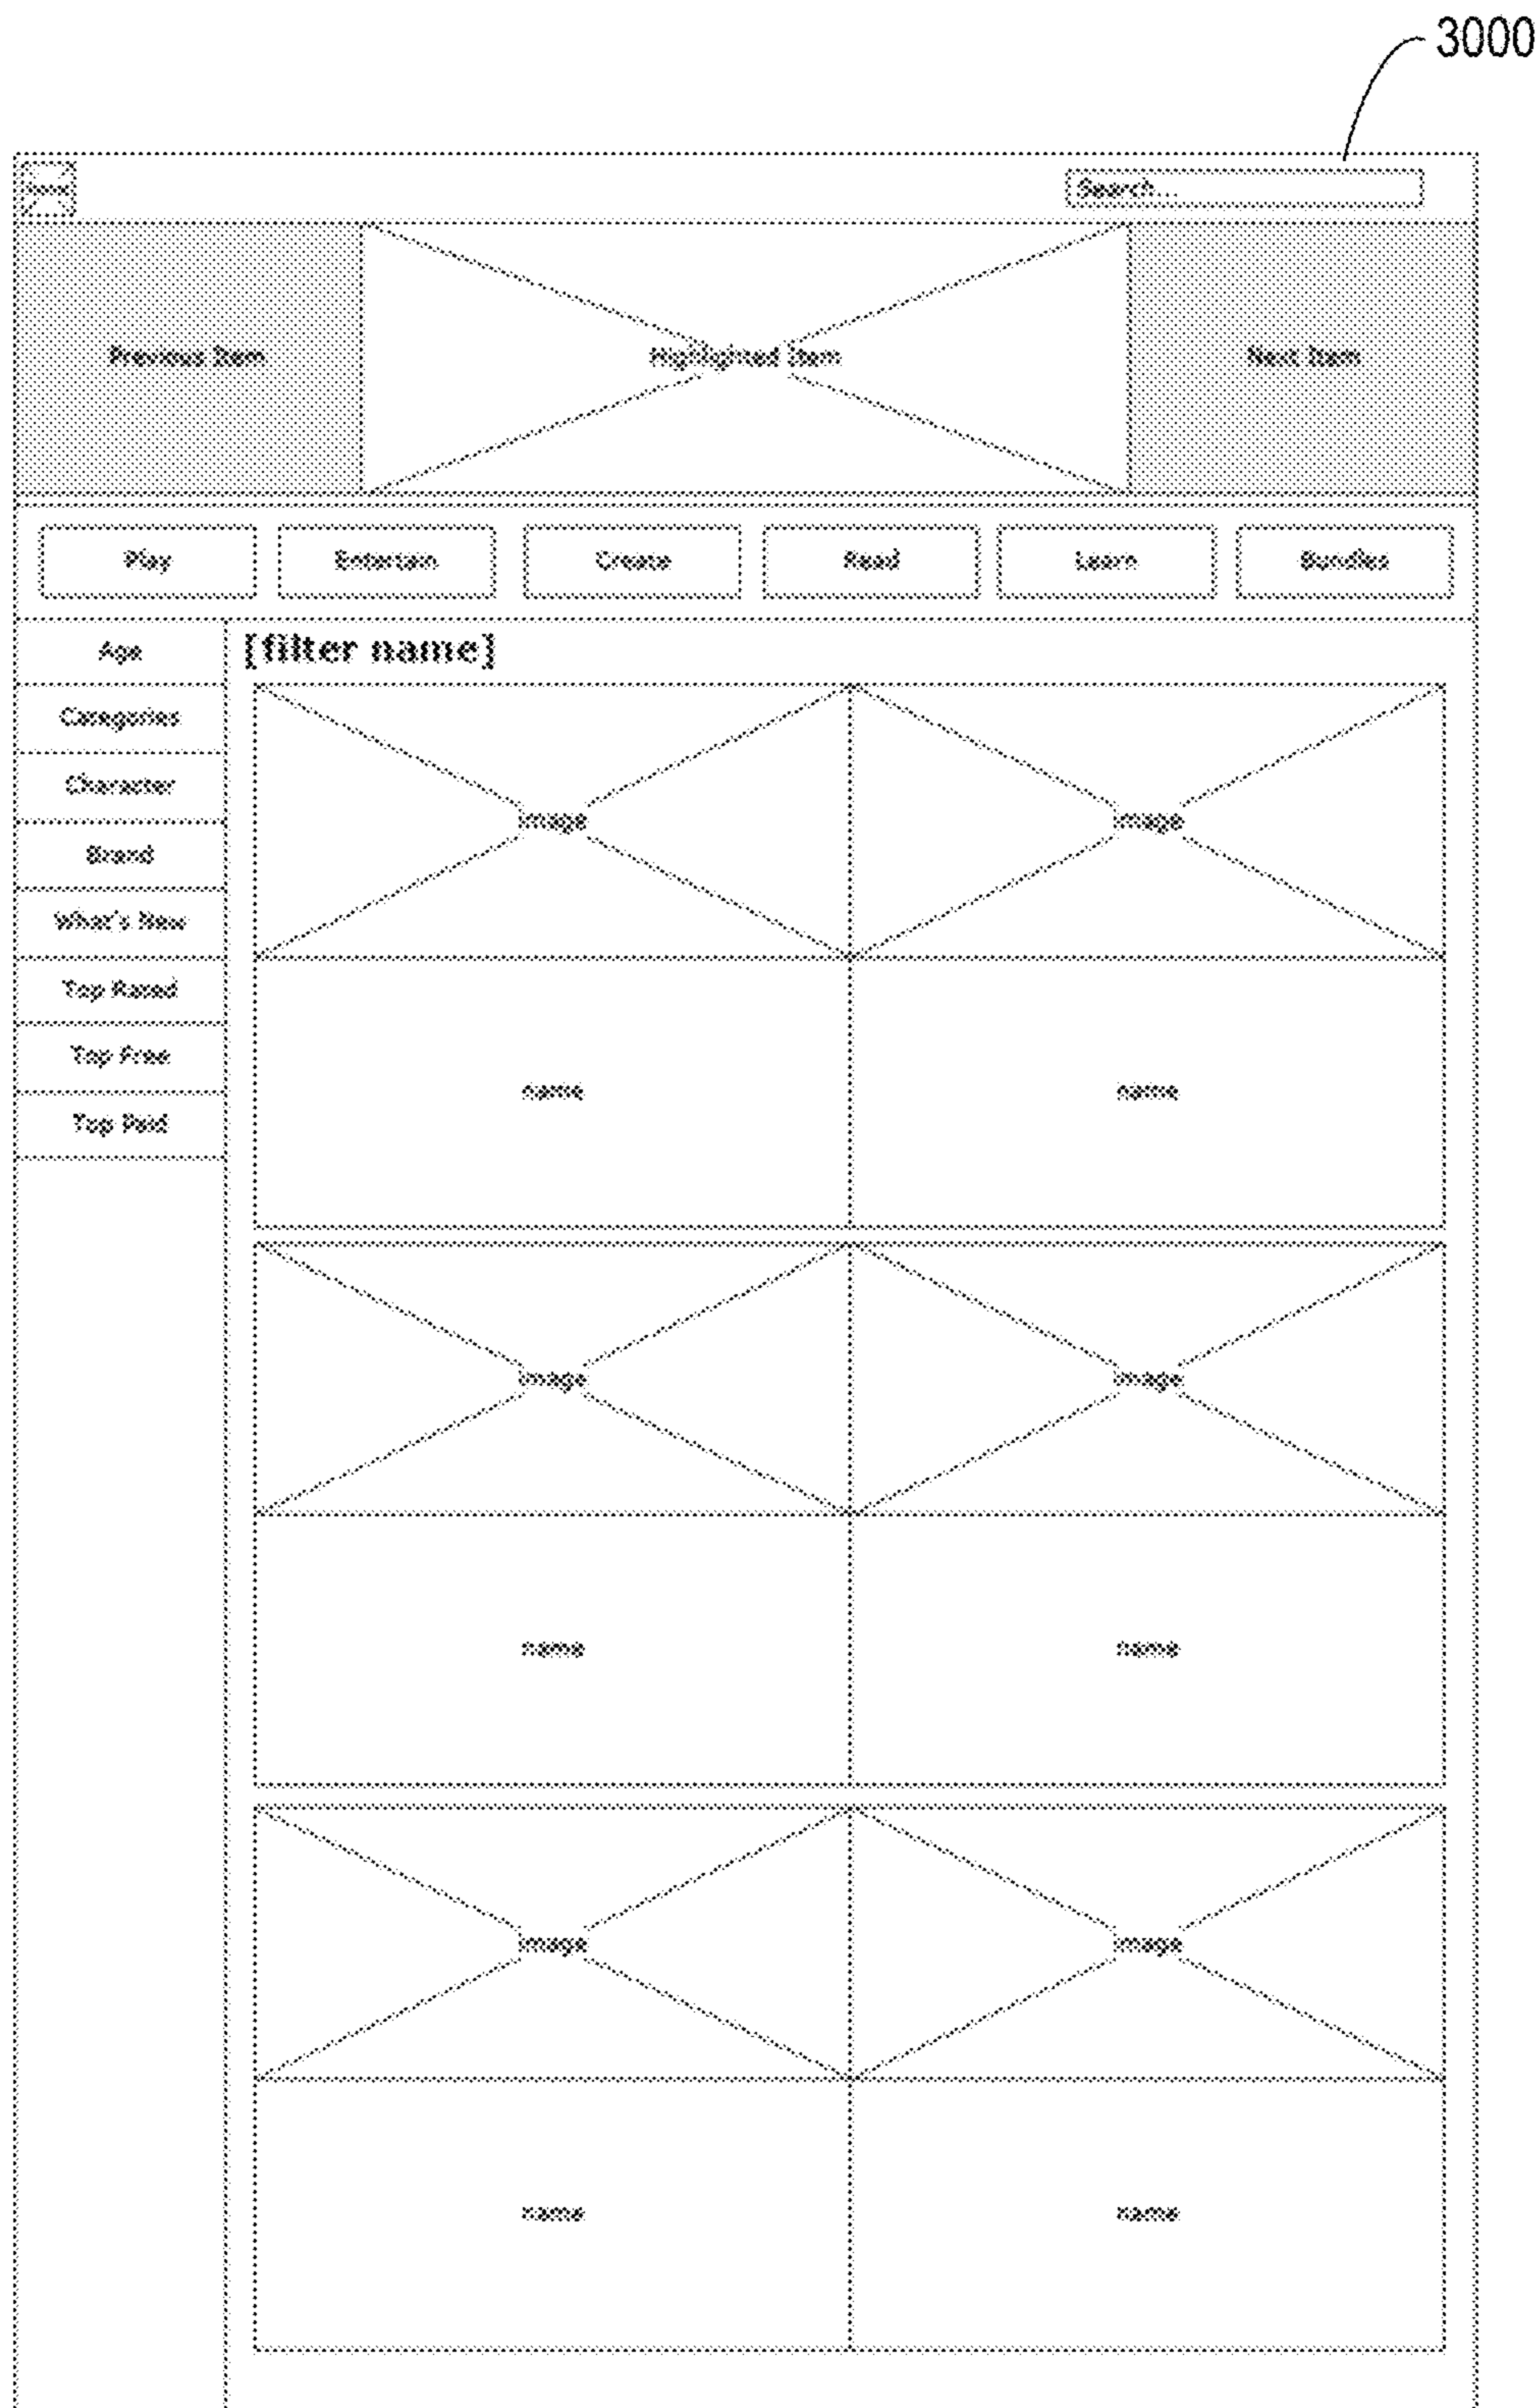 3000
Search...
Previous Item
Highlighted Item
Next Item
Play
Entertain
Create
Read
Learn
Bundles
Age
[filter name]
Categories
Character
Brand
What's New
Top Rated
Top Free
Top Paid
image
image
name
name
image
image
name
name
image
image
name
name